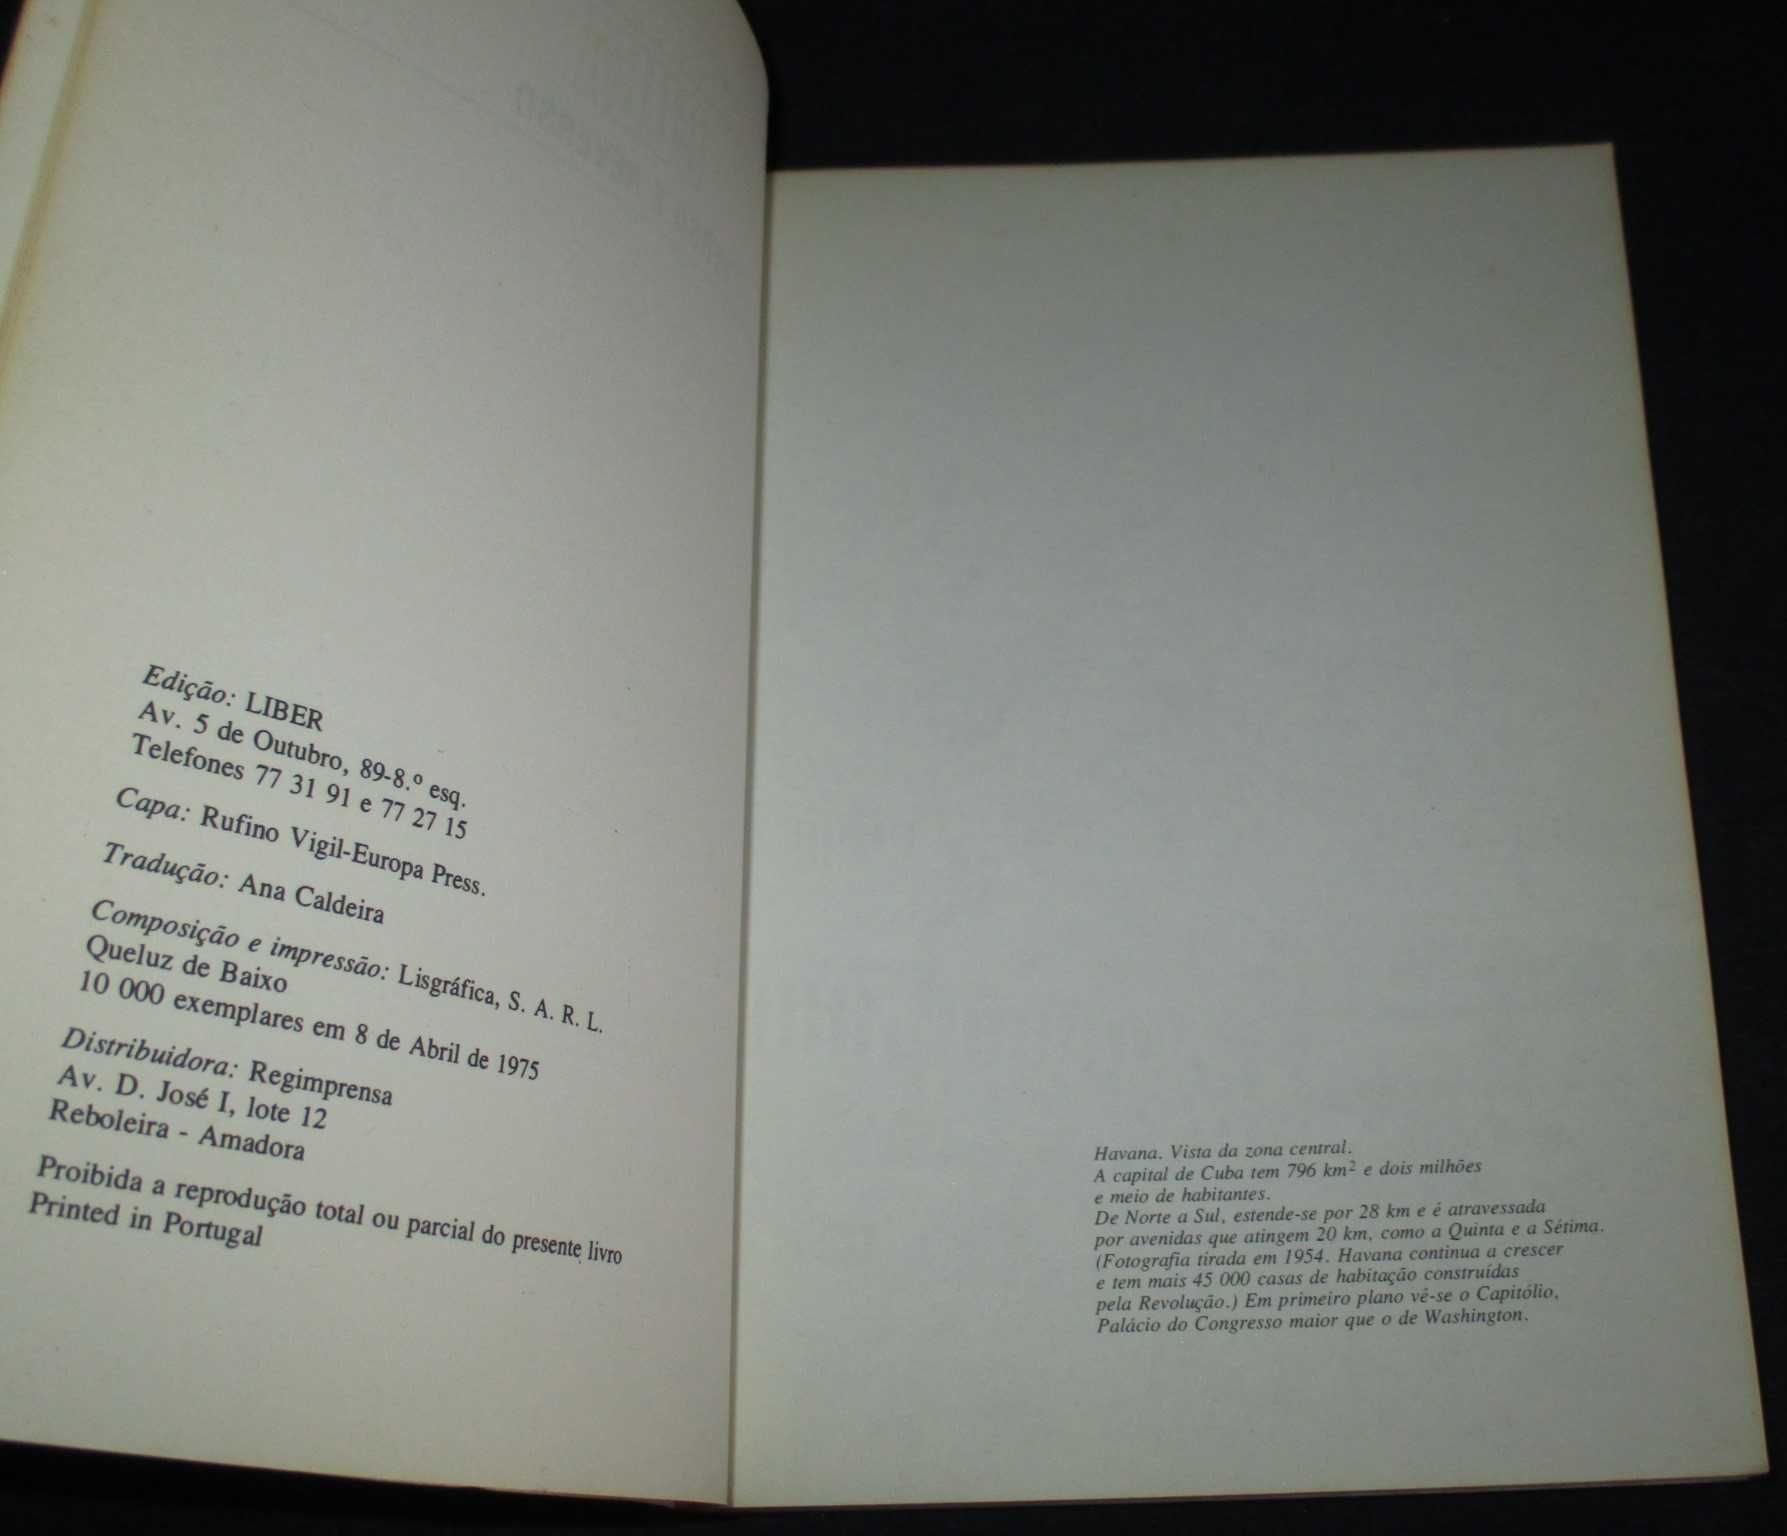 Edição: LIBER
Av. 5 de Outubro, 89-8.º esq.
Telefones 77 31 91 e 77 27 15
Capa: Rufino Vigil-Europa Press.
Tradução: Ana Caldeira
Composição e impressão: Lisgráfica, S. A. R. L.
Queluz de Baixo
10 000 exemplares em 8 de Abril de 1975
Distribuidora: Regimprensa
Av. D. José I, lote 12
Reboleira - Amadora
Proibida a reprodução total ou parcial do presente livro
Printed in Portugal
Havana. Vista da zona central.
A capital de Cuba tem 796 km² e dois milhões
e meio de habitantes.
De Norte a Sul, estende-se por 28 km e é atravessada
por avenidas que atingem 20 km, como a Quinta e a Sétima.
(Fotografia tirada em 1954. Havana continua a crescer
e tem mais 45 000 casas de habitação construídas
pela Revolução.) Em primeiro plano vê-se o Capitólio,
Palácio do Congresso maior que o de Washington.